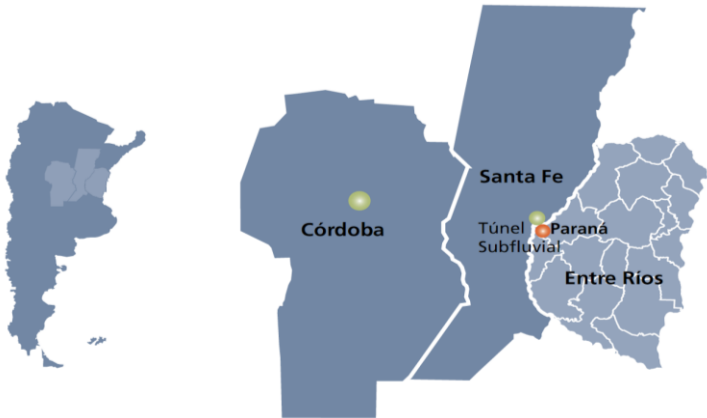 Santa Fe
Córdoba
Túnel
Subfluvial
Paraná
Entre Ríos